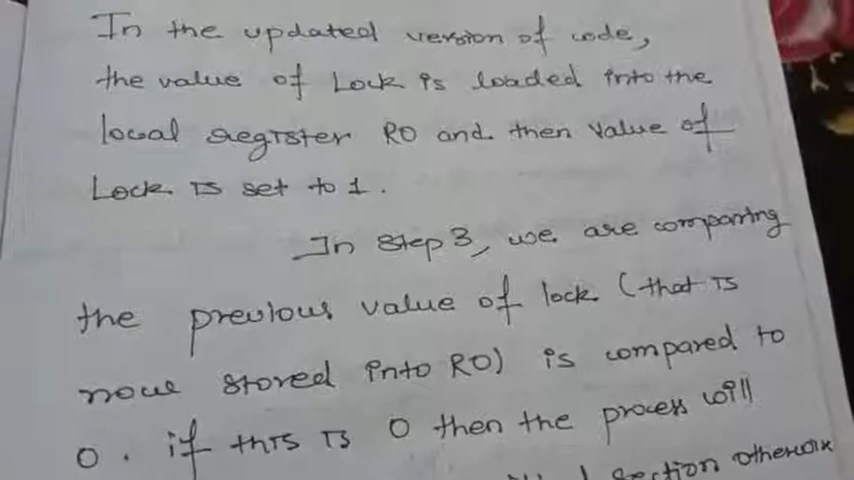 In the updated version of code,
the value of Lock is loaded into the
local register R0 and then value of
Lock is set to 1.
In Step 3, we are comparing
the previous value of lock (that is
now stored into R0) is compared to
0. if this is 0 then the process will
section otherwise